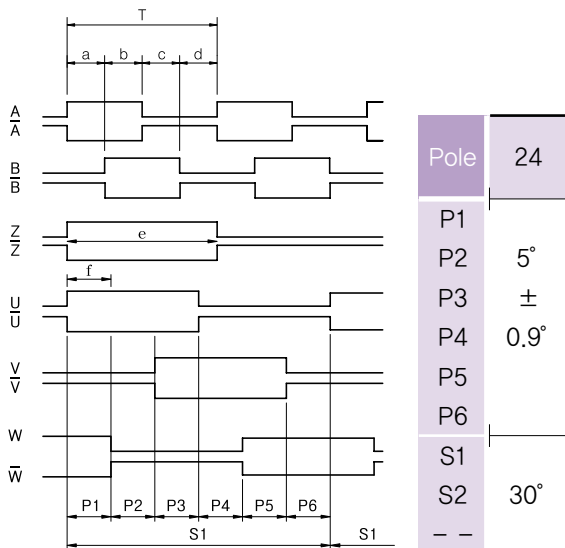 T
a b c d
A
A̅
B
B̅
Z
Z̅
e
f
U
U̅
V
V̅
W
W̅
P1 P2 P3 P4 P5 P6
S1 S1
Pole 24
P1
P2 5°
P3 ±
P4 0.9°
P5
P6
S1
S2 30°
– –